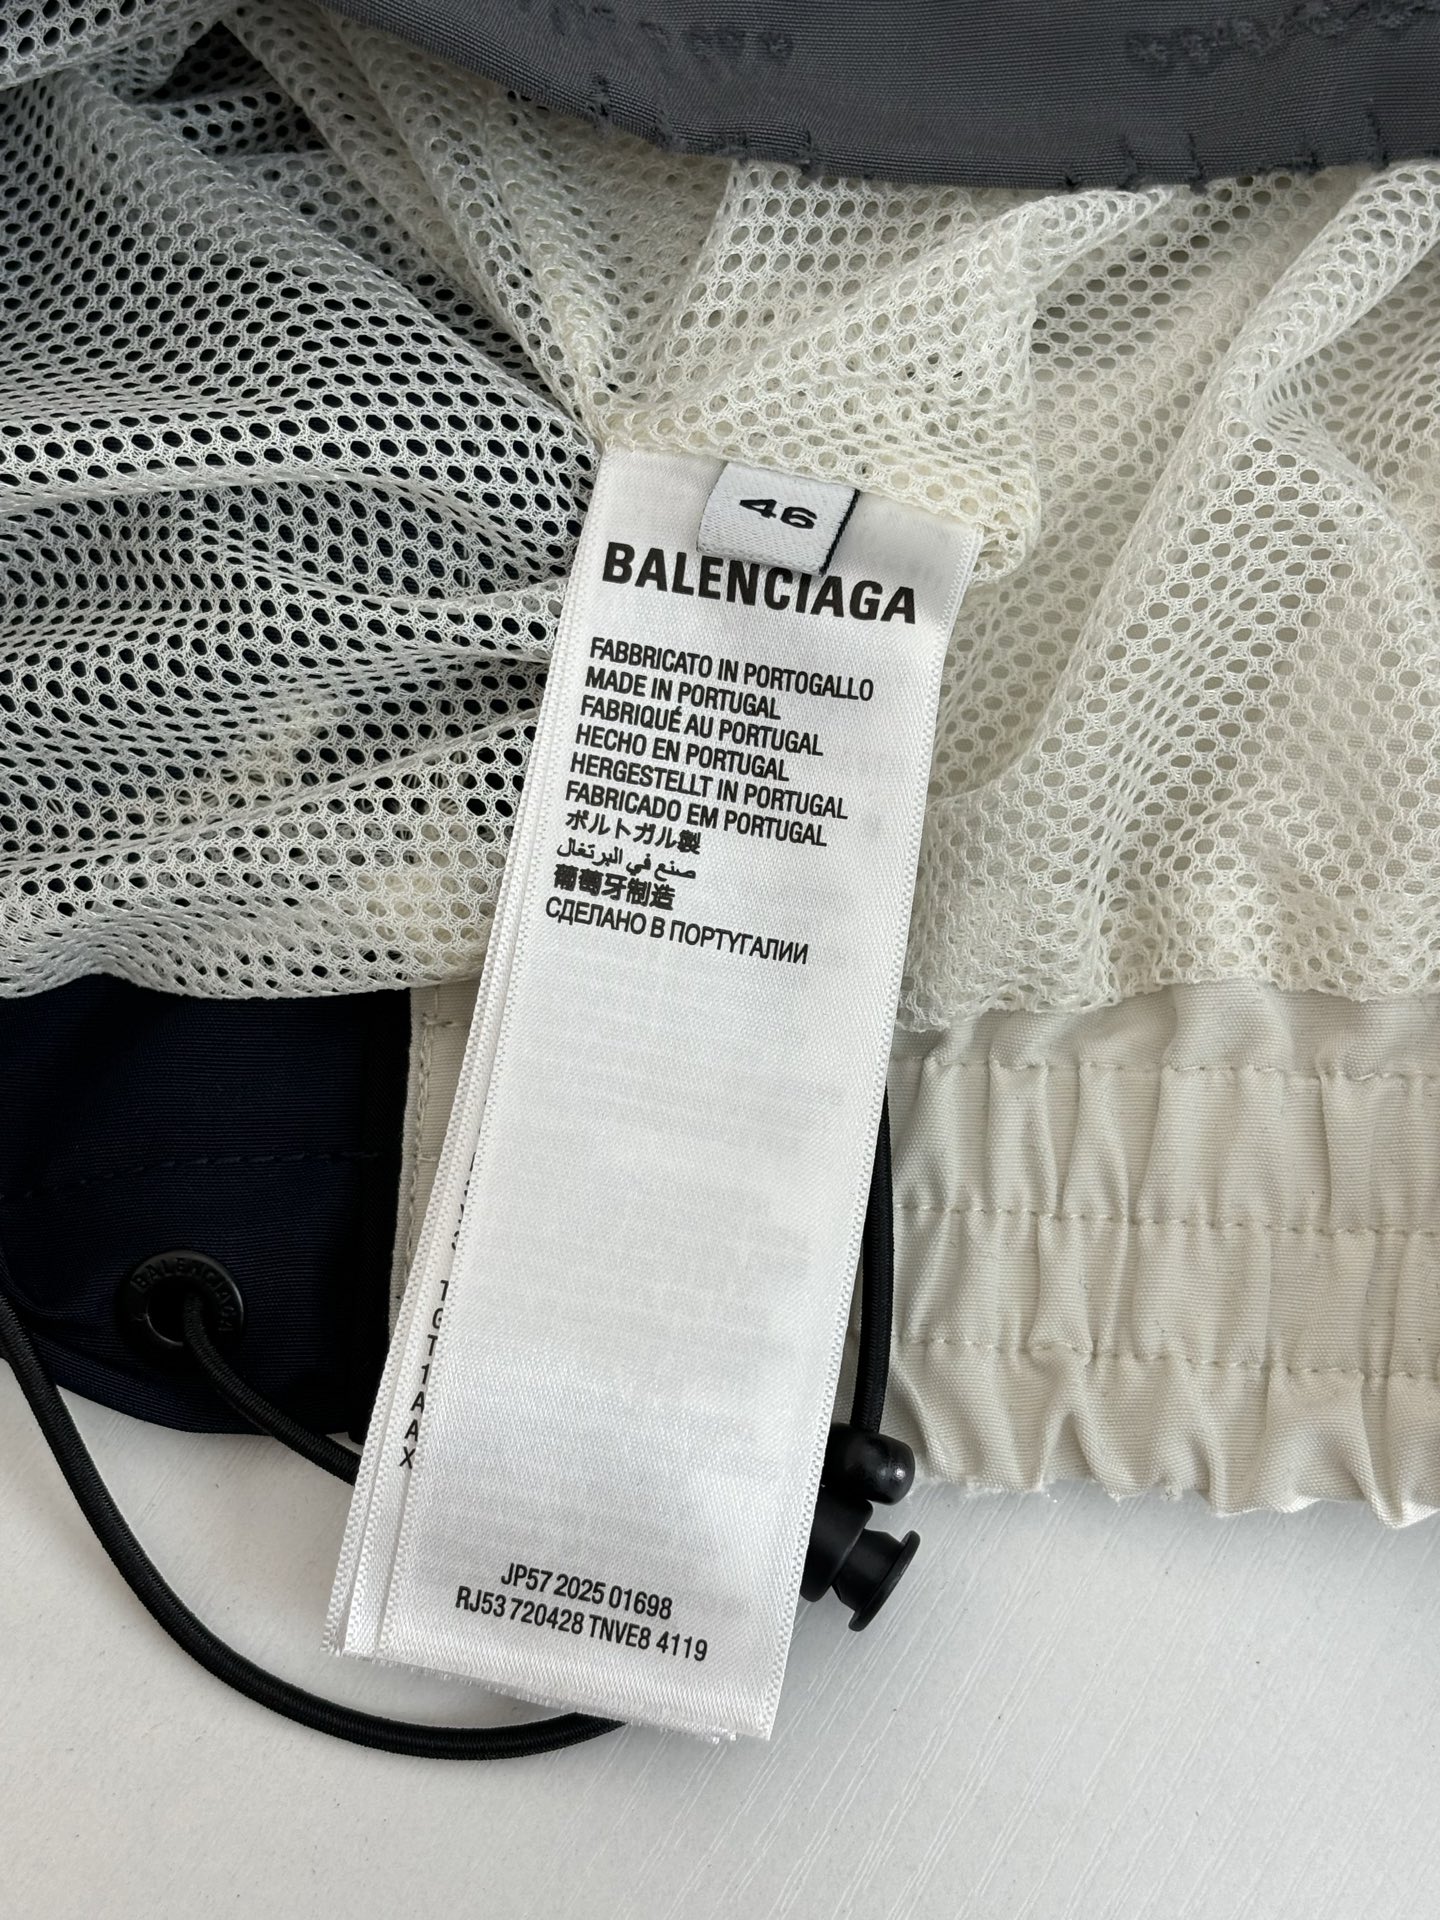 46
BALENCIAGA
FABBRICATO IN PORTOGALLO
MADE IN PORTUGAL
FABRIQUÉ AU PORTUGAL
HECHO EN PORTUGAL
HERGESTELLT IN PORTUGAL
FABRICADO EM PORTUGAL
ポルトガル製
صنع في البرتغال
葡萄牙制造
СДЕЛАНО В ПОРТУГАЛИИ
BALENCIAGA
JP57 2025 01698
RJ53 720428 TNVE8 4119